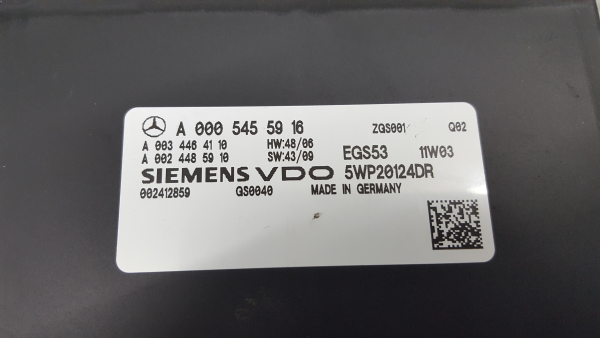 A 000 545 59 16 ZGS001 Q02
A 003 446 41 10 HW:48/06
A 002 448 59 10 SW:43/09 EGS53 11W03
SIEMENS VDO 5WP20124DR
002412859 GS0040 MADE IN GERMANY